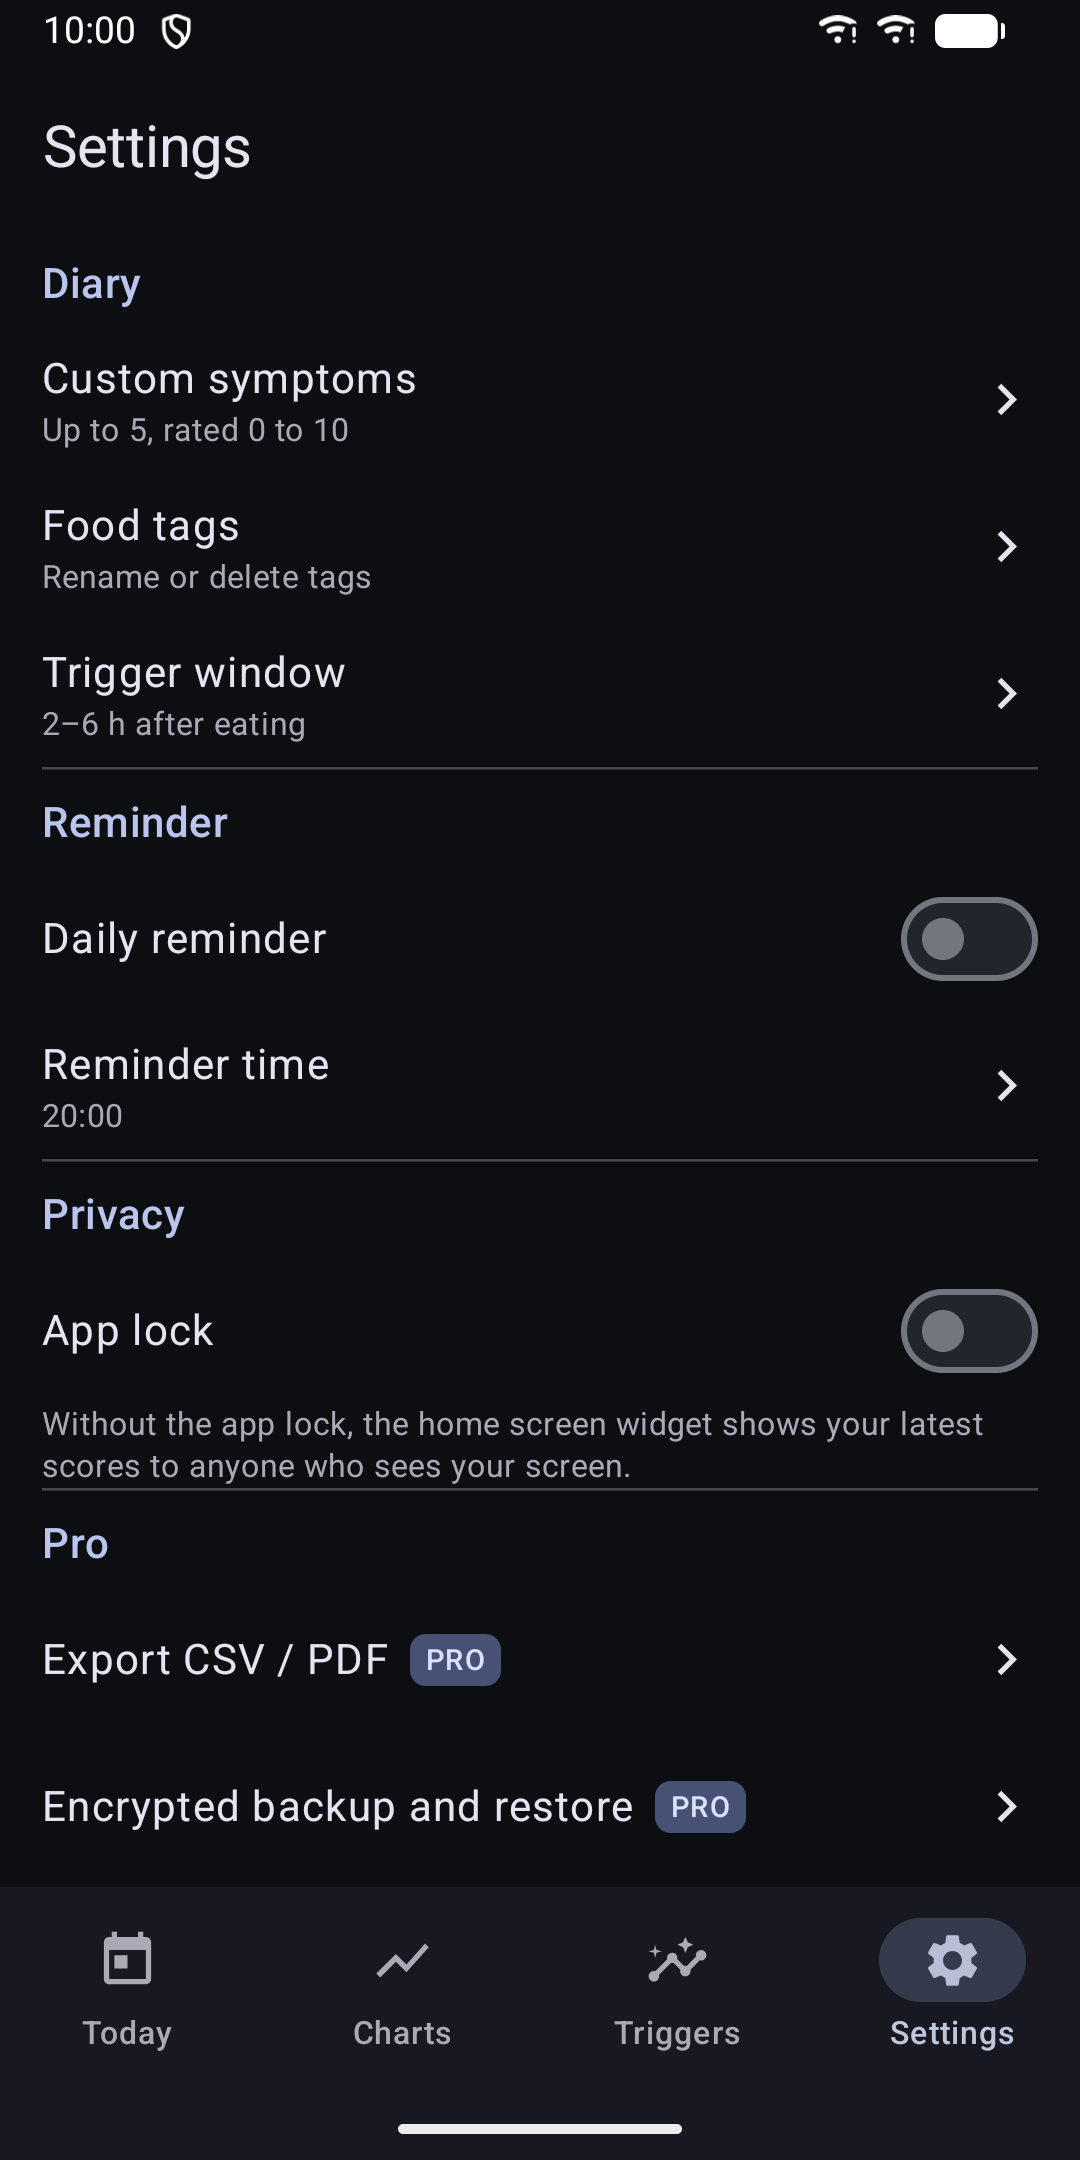 10:00
Settings
Diary
Custom symptoms
Up to 5, rated 0 to 10
Food tags
Rename or delete tags
Trigger window
2–6 h after eating
Reminder
Daily reminder
Reminder time
20:00
Privacy
App lock
Without the app lock, the home screen widget shows your latest
scores to anyone who sees your screen.
Pro
Export CSV / PDF PRO
Encrypted backup and restore PRO
Today Charts Triggers Settings